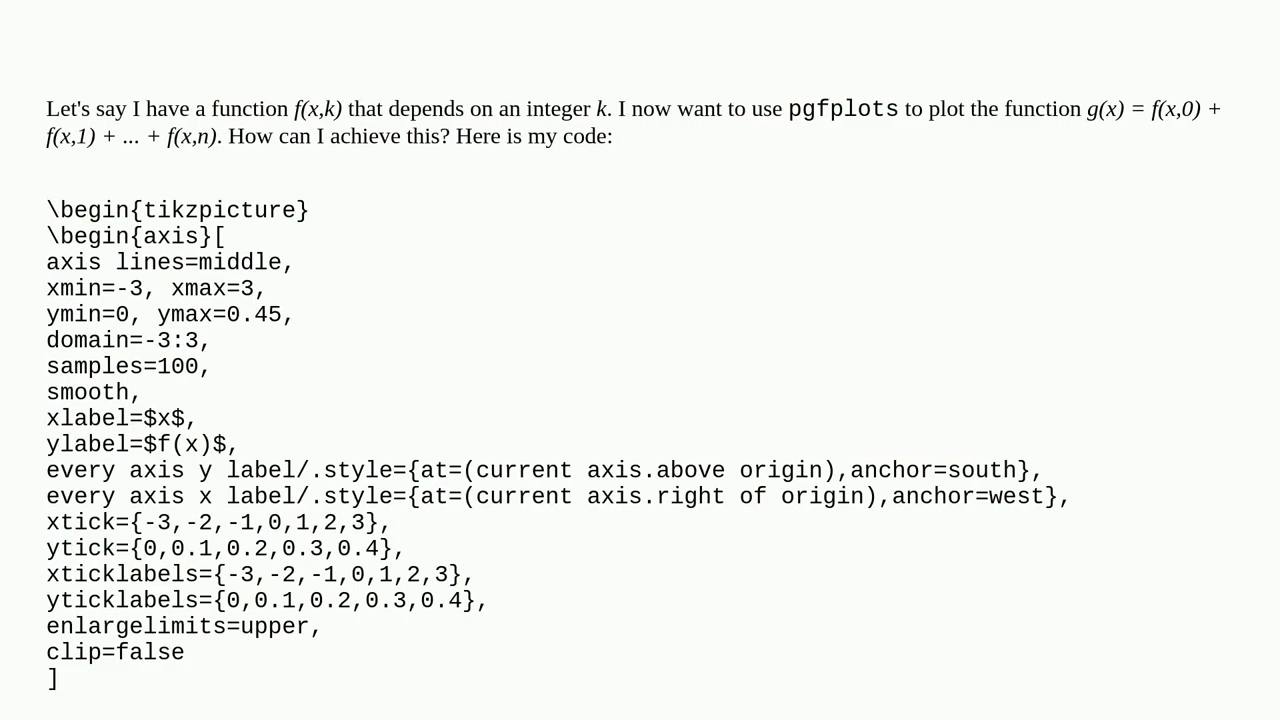 Let's say I have a function f(x,k) that depends on an integer k. I now want to use pgfplots to plot the function g(x) = f(x,0) +
f(x,1) + ... + f(x,n). How can I achieve this? Here is my code:
\begin{tikzpicture}
\begin{axis}[
axis lines=middle,
xmin=-3, xmax=3,
ymin=0, ymax=0.45,
domain=-3:3,
samples=100,
smooth,
xlabel=$x$,
ylabel=$f(x)$,
every axis y label/.style={at=(current axis.above origin),anchor=south},
every axis x label/.style={at=(current axis.right of origin),anchor=west},
xtick={-3,-2,-1,0,1,2,3},
ytick={0,0.1,0.2,0.3,0.4},
xticklabels={-3,-2,-1,0,1,2,3},
yticklabels={0,0.1,0.2,0.3,0.4},
enlargelimits=upper,
clip=false
]